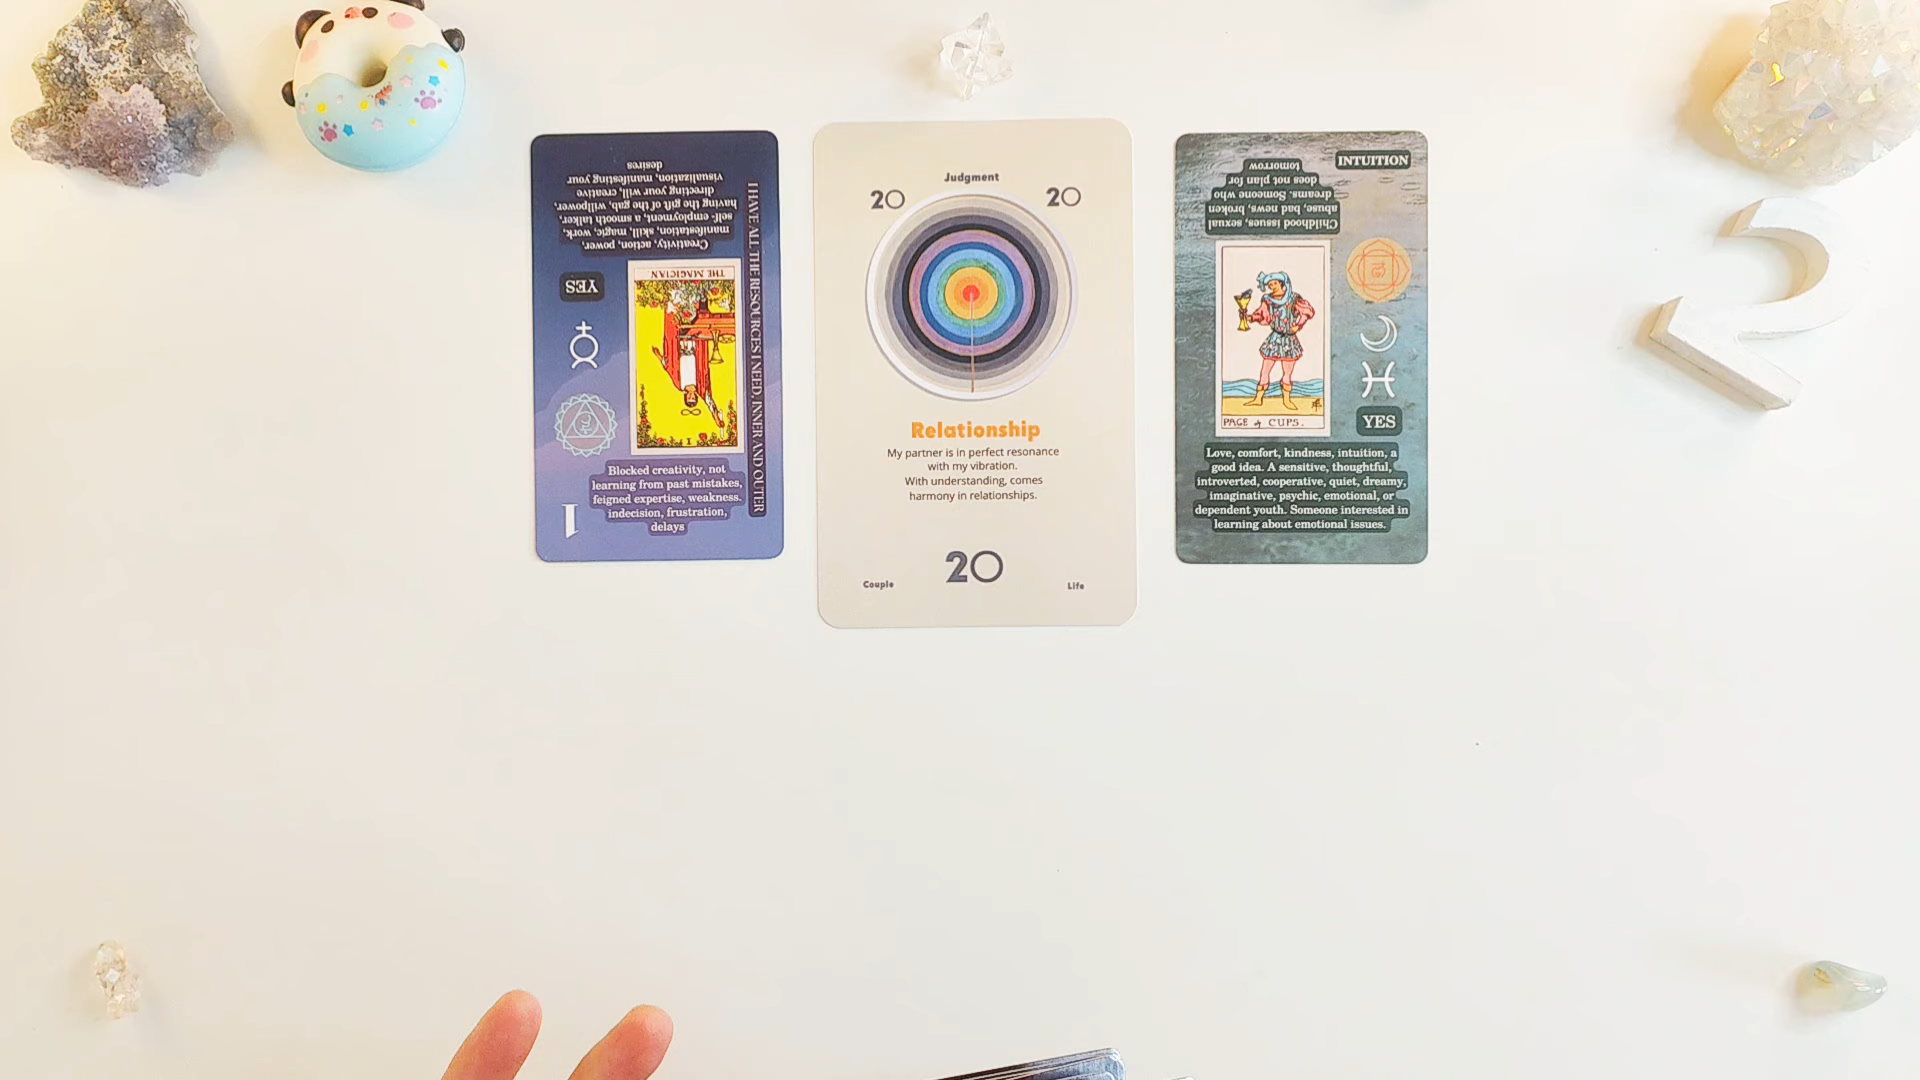 Creativity, action, power,
manifestation, skill, magic, work,
self- employment, a smooth talker,
having the gift of the gab, willpower,
directing your will, creative
visualization, manifesting your
desires
I HAVE ALL THE RESOURCES I NEED, INNER AND OUTER
YES
THE MAGICIAN
I
Blocked creativity, not
learning from past mistakes,
feigned expertise, weakness.
indecision, frustration,
delays
1
Judgment
20
20
Relationship
My partner is in perfect resonance
with my vibration.
With understanding, comes
harmony in relationships.
20
Couple
Life
INTUITION
Childhood issues, sexual
abuse, bad news, broken
dreams. Someone who
does not plan for
tomorrow
PAGE of CUPS.
YES
Love, comfort, kindness, intuition, a
good idea. A sensitive, thoughtful,
introverted, cooperative, quiet, dreamy,
imaginative, psychic, emotional, or
dependent youth. Someone interested in
learning about emotional issues.
2